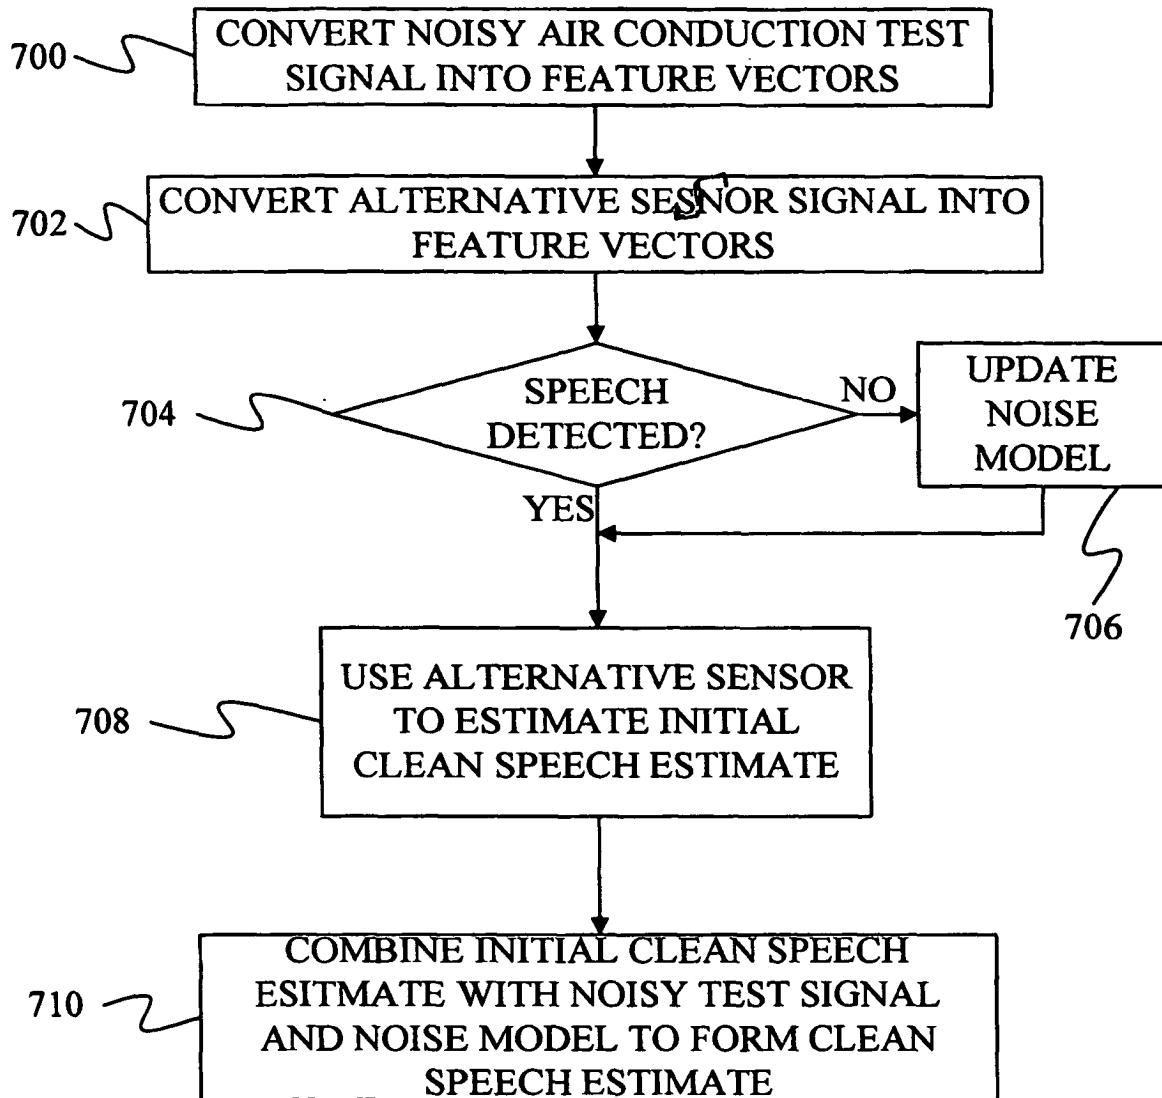 700
CONVERT NOISY AIR CONDUCTION TEST
SIGNAL INTO FEATURE VECTORS
702
CONVERT ALTERNATIVE SESNOR SIGNAL INTO
FEATURE VECTORS
704
SPEECH
DETECTED?
NO
UPDATE
NOISE
MODEL
YES
706
708
USE ALTERNATIVE SENSOR
TO ESTIMATE INITIAL
CLEAN SPEECH ESTIMATE
710
COMBINE INITIAL CLEAN SPEECH
ESITMATE WITH NOISY TEST SIGNAL
AND NOISE MODEL TO FORM CLEAN
SPEECH ESTIMATE